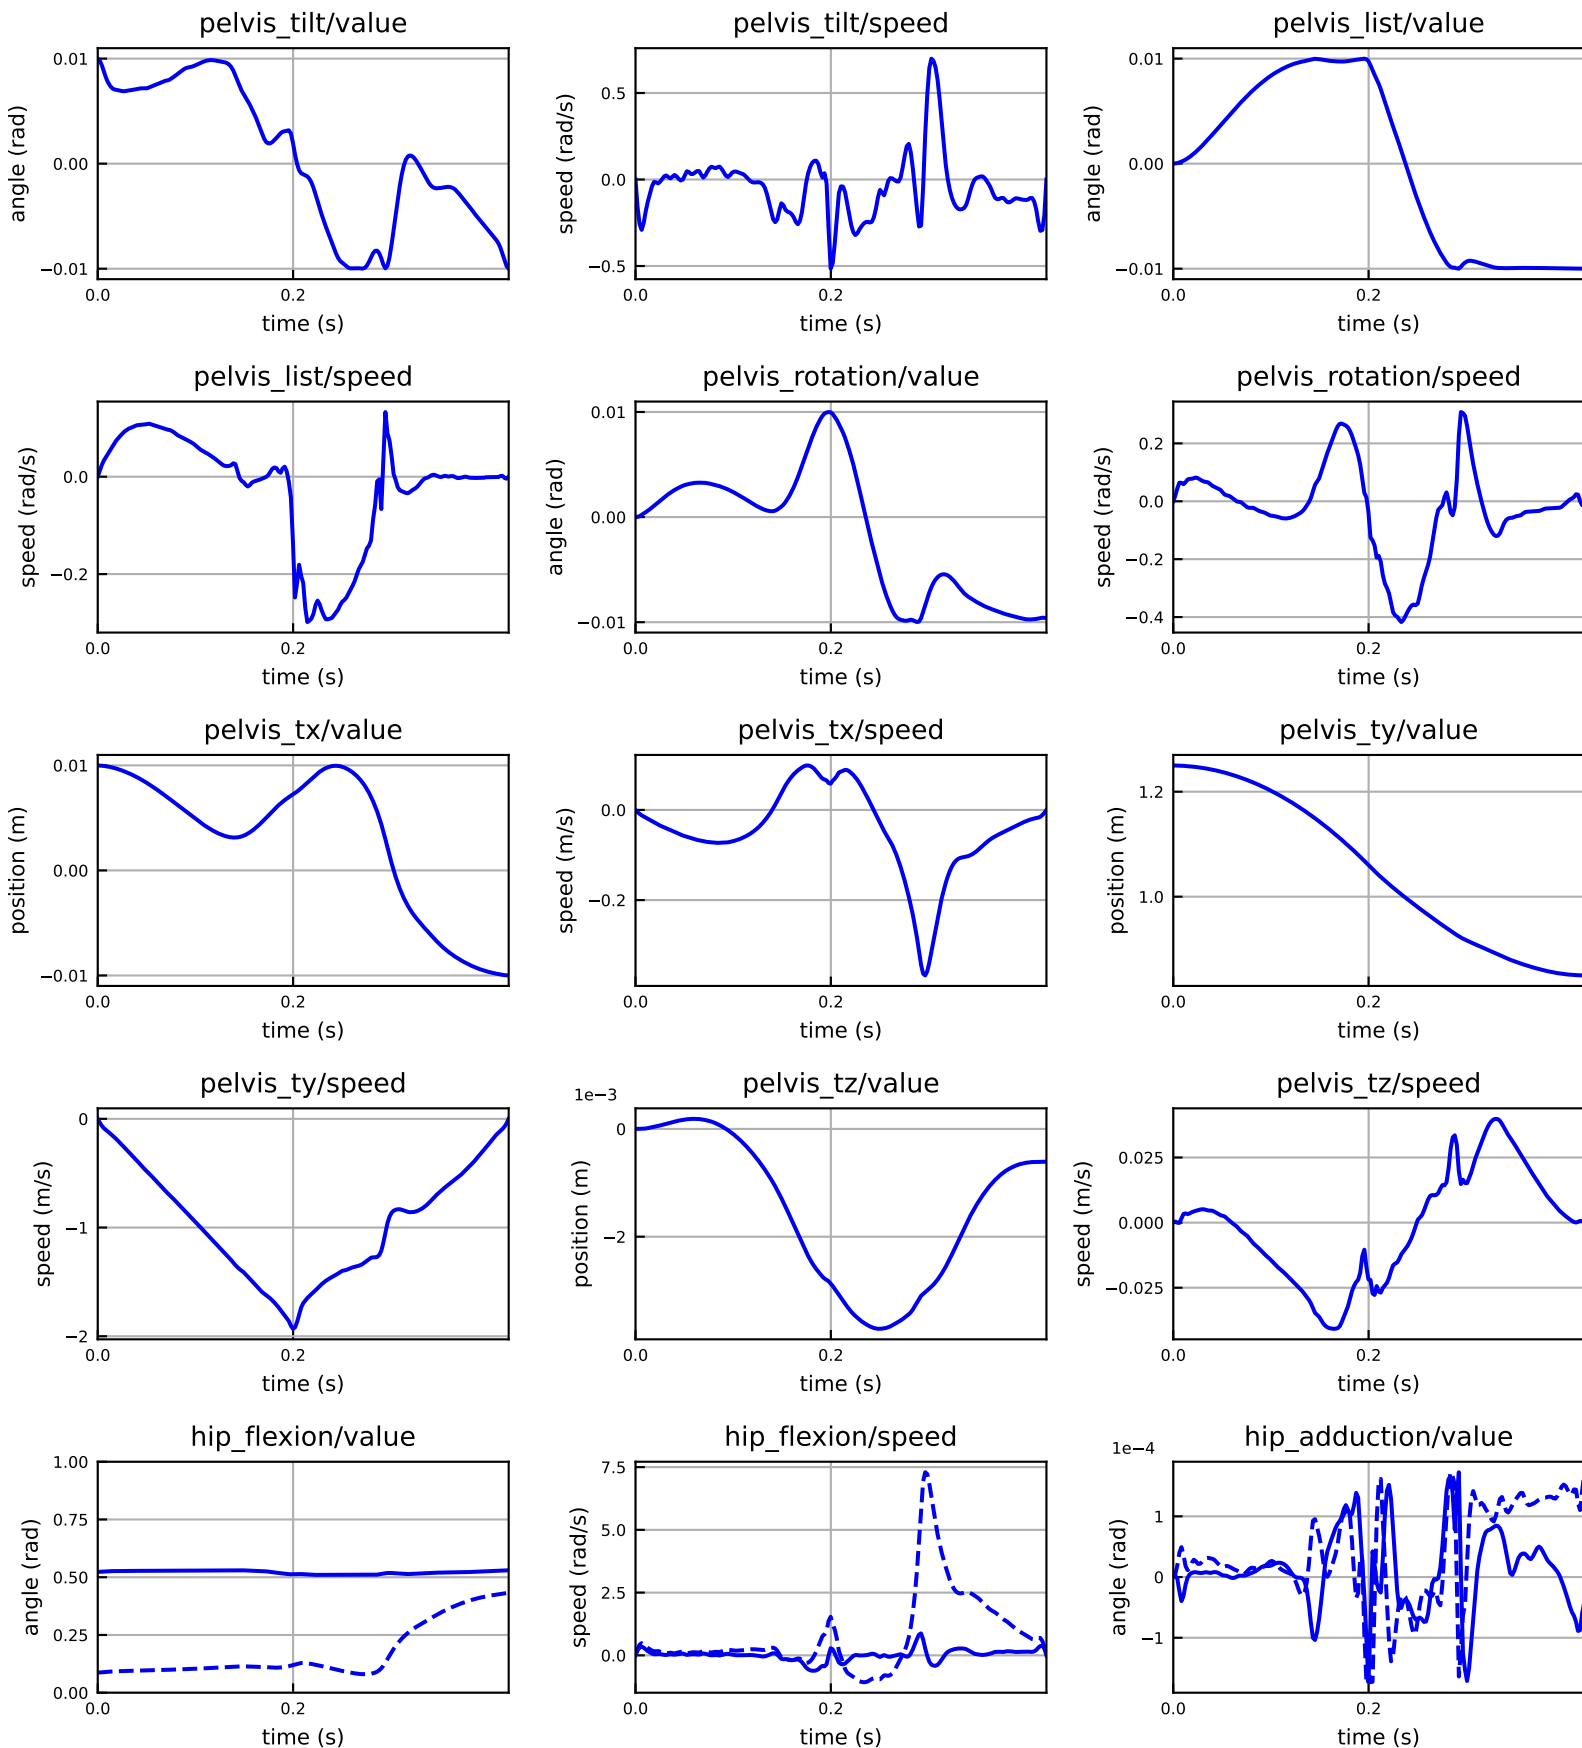 pelvis_tilt/value
angle (rad)
0.01
0.00
−0.01
0.0
0.2
time (s)
pelvis_tilt/speed
speed (rad/s)
0.5
0.0
−0.5
0.0
0.2
time (s)
pelvis_list/value
angle (rad)
0.01
0.00
−0.01
0.0
0.2
time (s)
pelvis_list/speed
speed (rad/s)
0.0
−0.2
0.0
0.2
time (s)
pelvis_rotation/value
angle (rad)
0.01
0.00
−0.01
0.0
0.2
time (s)
pelvis_rotation/speed
speed (rad/s)
0.2
0.0
−0.2
−0.4
0.0
0.2
time (s)
pelvis_tx/value
position (m)
0.01
0.00
−0.01
0.0
0.2
time (s)
pelvis_tx/speed
speed (m/s)
0.0
−0.2
0.0
0.2
time (s)
pelvis_ty/value
position (m)
1.2
1.0
0.0
0.2
time (s)
pelvis_ty/speed
speed (m/s)
0
−1
−2
0.0
0.2
time (s)
pelvis_tz/value
1e−3
position (m)
0
−2
0.0
0.2
time (s)
pelvis_tz/speed
speed (m/s)
0.025
0.000
−0.025
0.0
0.2
time (s)
hip_flexion/value
angle (rad)
1.00
0.75
0.50
0.25
0.00
0.0
0.2
time (s)
hip_flexion/speed
speed (rad/s)
7.5
5.0
2.5
0.0
0.0
0.2
time (s)
hip_adduction/value
1e−4
angle (rad)
1
0
−1
0.0
0.2
time (s)